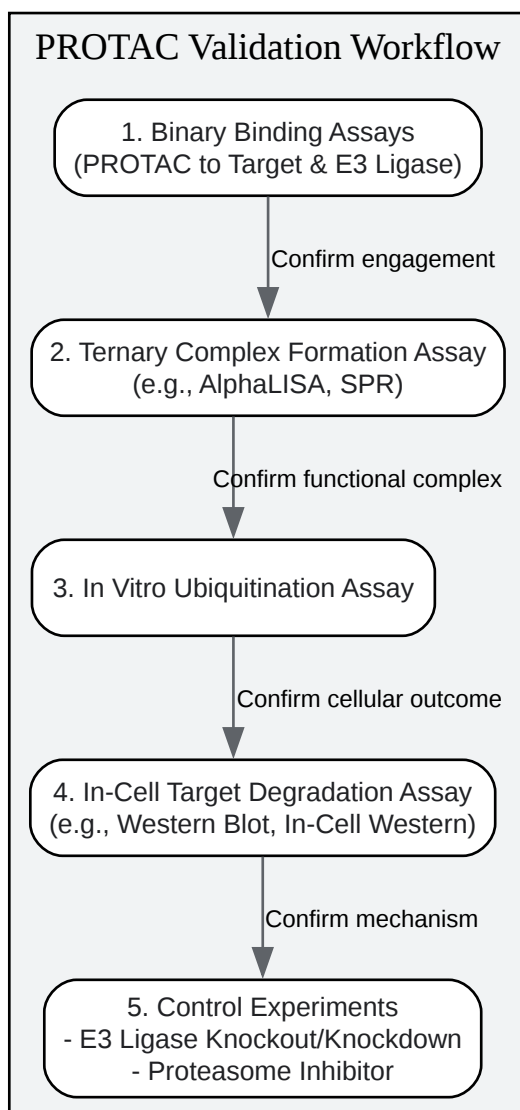 PROTAC Validation Workflow
1. Binary Binding Assays
(PROTAC to Target & E3 Ligase)
Confirm engagement
2. Ternary Complex Formation Assay
(e.g., AlphaLISA, SPR)
Confirm functional complex
3. In Vitro Ubiquitination Assay
Confirm cellular outcome
4. In-Cell Target Degradation Assay
(e.g., Western Blot, In-Cell Western)
Confirm mechanism
5. Control Experiments
- E3 Ligase Knockout/Knockdown
- Proteasome Inhibitor